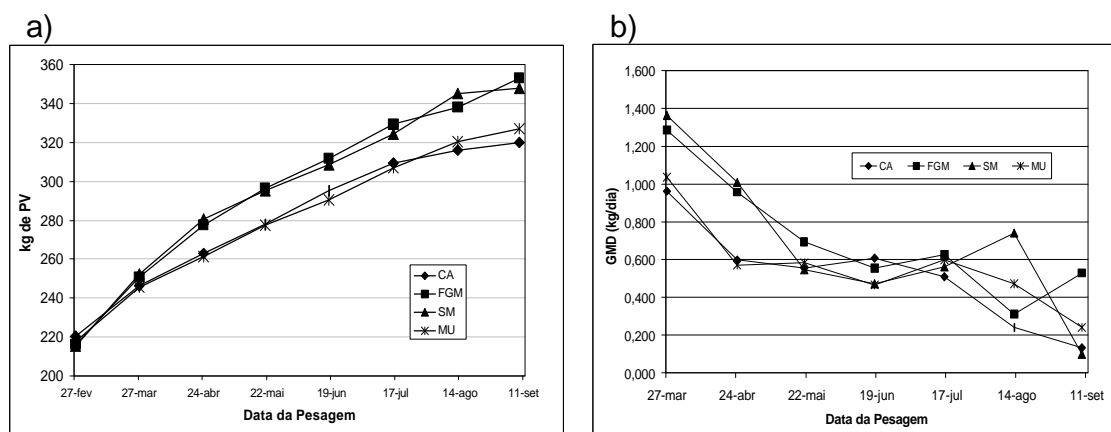 a)
360
340
320
300
280
260
240
220
200
kg de PV
27-fev 27-mar 24-abr 22-mai 19-jun 17-jul 14-ago 11-set
Data da Pesagem
CA
FGM
SM
MU
b)
1,600
1,400
1,200
1,000
0,800
0,600
0,400
0,200
0,000
GMD (kg/dia)
CA FGM SM MU
27-mar 24-abr 22-mai 19-jun 17-jul 14-ago 11-set
Data da Pesagem